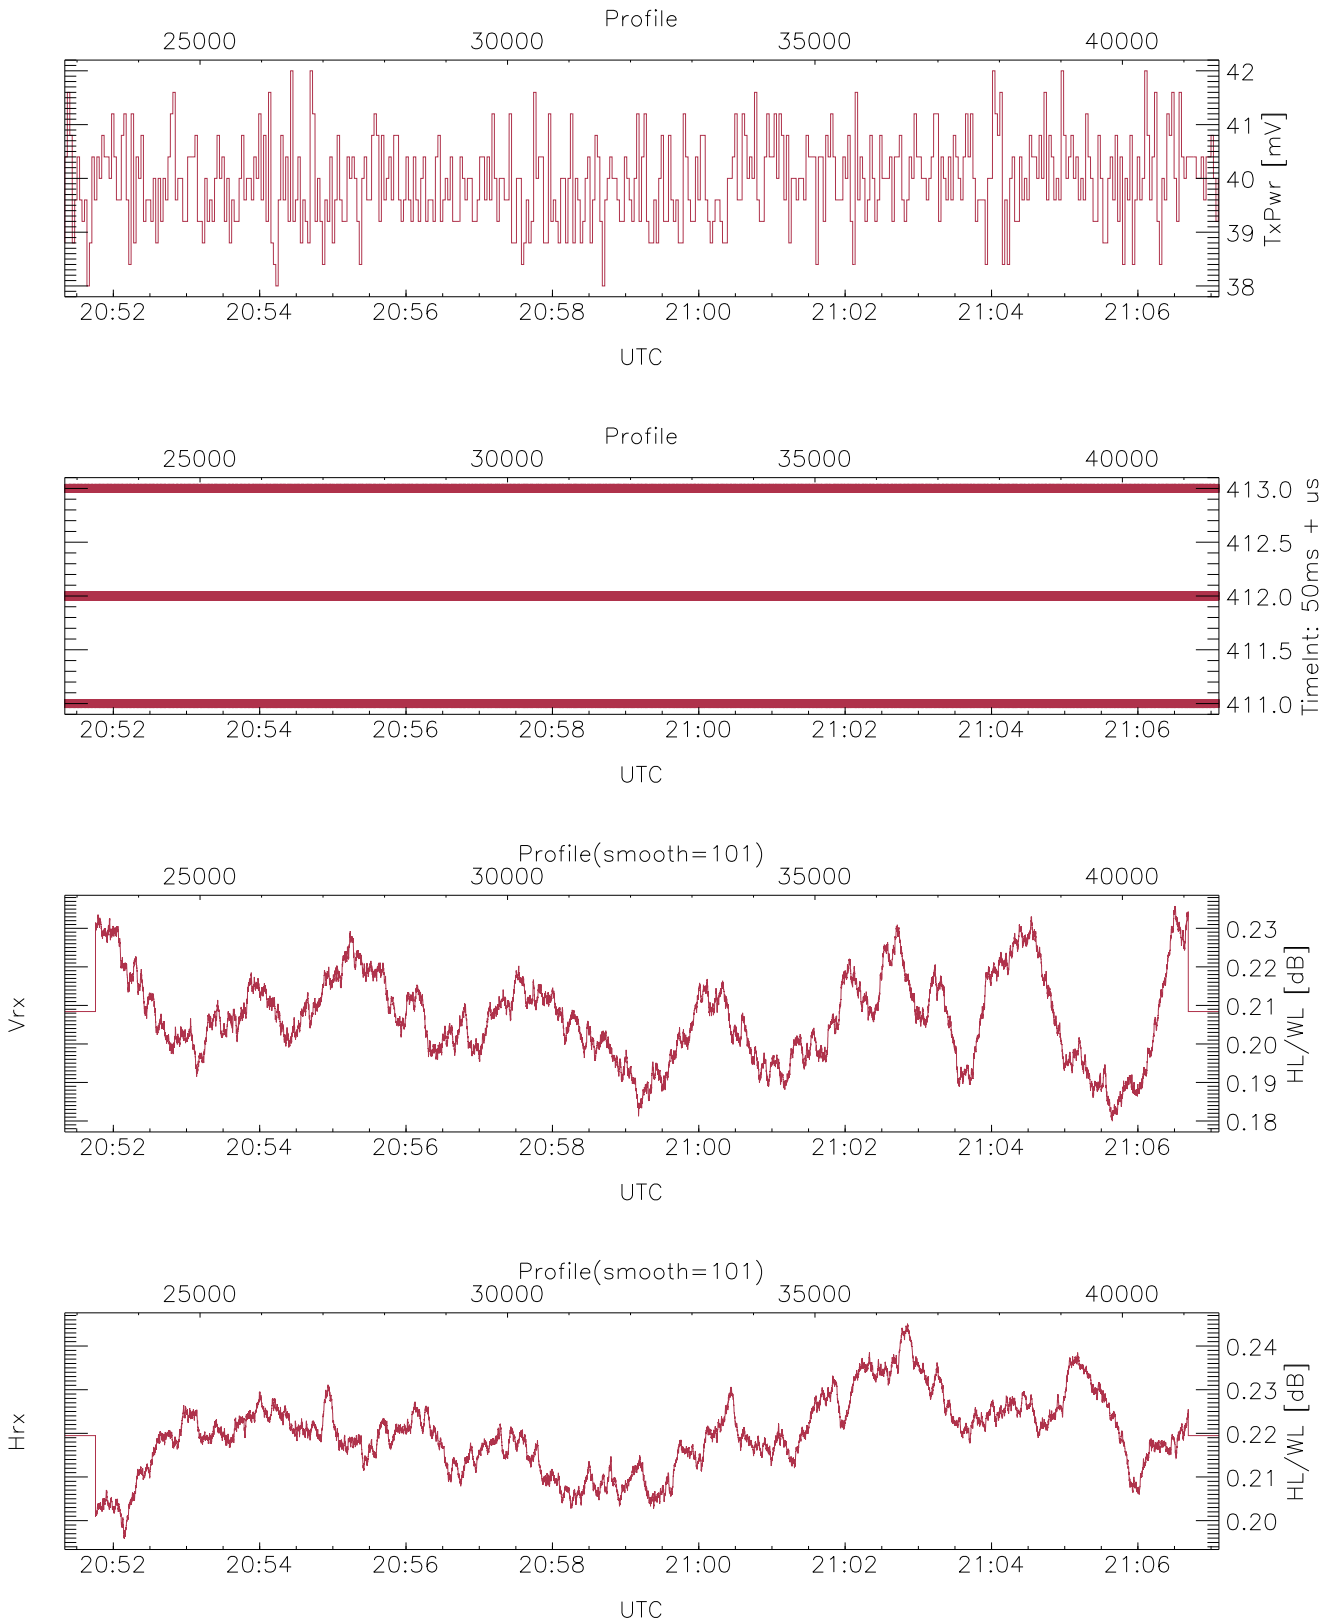 Profile
25000 30000 35000 40000
42
41
40
39
38
TxPwr [mV]
20:52 20:54 20:56 20:58 21:00 21:02 21:04 21:06
UTC
Profile
25000 30000 35000 40000
413.0
412.5
412.0
411.5
411.0
TimeInt: 50ms + us
20:52 20:54 20:56 20:58 21:00 21:02 21:04 21:06
UTC
Profile(smooth=101)
25000 30000 35000 40000
Vrx
0.23
0.22
0.21
0.20
0.19
0.18
HL/WL [dB]
20:52 20:54 20:56 20:58 21:00 21:02 21:04 21:06
UTC
Profile(smooth=101)
25000 30000 35000 40000
Hrx
0.24
0.23
0.22
0.21
0.20
HL/WL [dB]
20:52 20:54 20:56 20:58 21:00 21:02 21:04 21:06
UTC